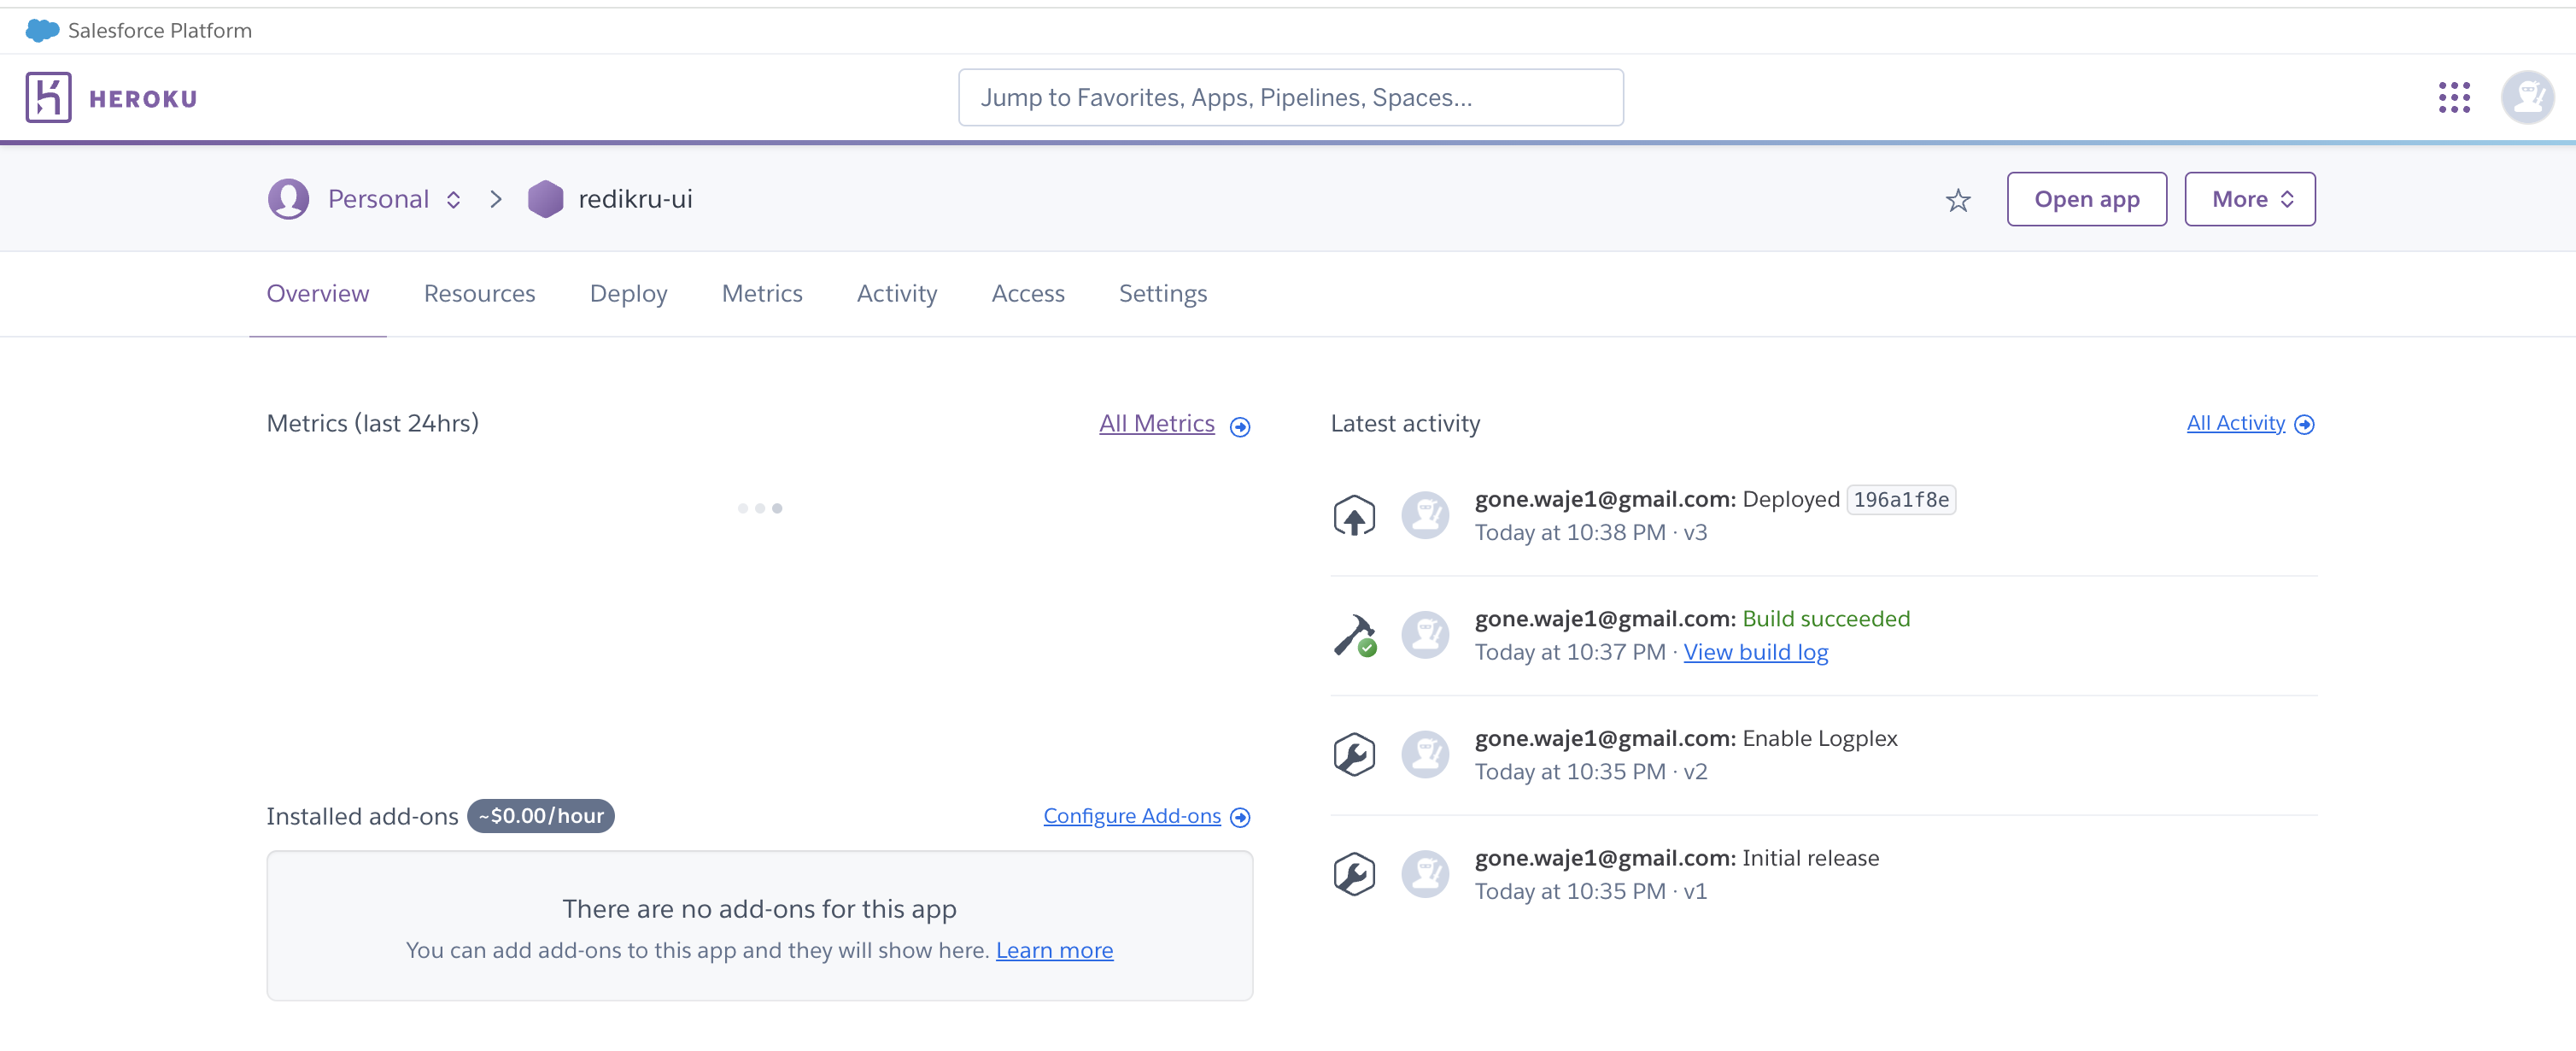 Salesforce Platform
HEROKU
Jump to Favorites, Apps, Pipelines, Spaces...
Personal
redikru-ui
Open app
More
Overview
Resources
Deploy
Metrics
Activity
Access
Settings
Metrics (last 24hrs)
All Metrics
Installed add-ons ~$0.00/hour
Configure Add-ons
There are no add-ons for this app
You can add add-ons to this app and they will show here. Learn more
Latest activity
All Activity
gone.waje1@gmail.com: Deployed 196a1f8e
Today at 10:38 PM · v3
gone.waje1@gmail.com: Build succeeded
Today at 10:37 PM · View build log
gone.waje1@gmail.com: Enable Logplex
Today at 10:35 PM · v2
gone.waje1@gmail.com: Initial release
Today at 10:35 PM · v1